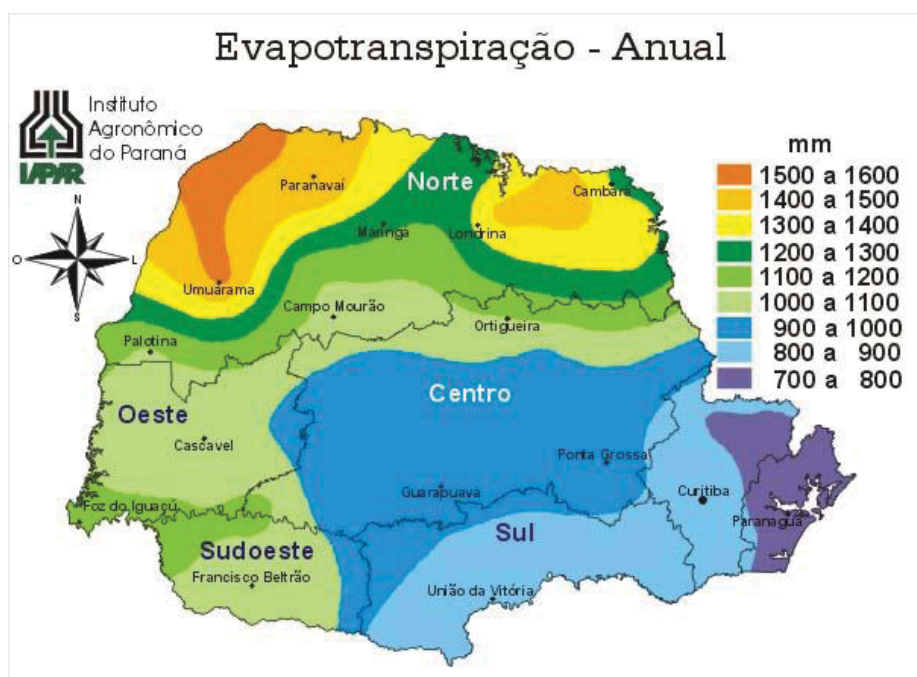 Evapotranspiração - Anual
Instituto
Agronômico
do Paraná
IAPAR
N
O
L
S
mm
1500 a 1600
1400 a 1500
1300 a 1400
1200 a 1300
1100 a 1200
1000 a 1100
900 a 1000
800 a 900
700 a 800
Paranavaí
Norte
Cambará
Maringá
Londrina
Umuarama
Campo Mourão
Ortigueira
Palotina
Oeste
Centro
Cascavel
Ponta Grossa
Guarapuava
Curitiba
Foz do Iguaçú
Paranaguá
Sudoeste
Sul
Francisco Beltrão
União da Vitória